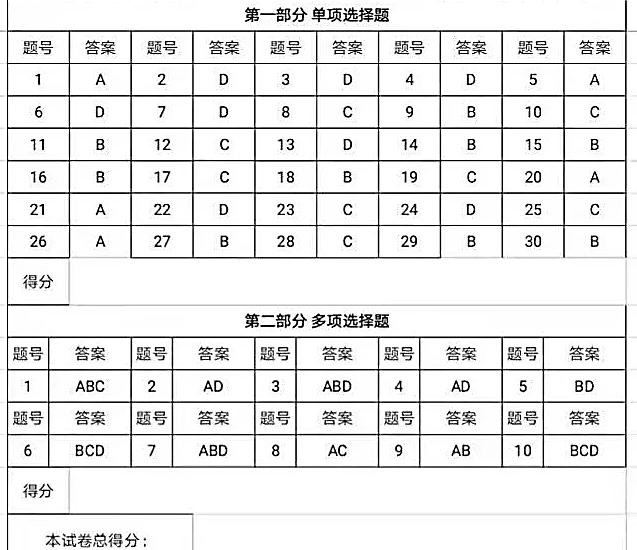 第一部分 单项选择题
题号 答案 题号 答案 题号 答案 题号 答案 题号 答案
1 A 2 D 3 D 4 D 5 A
6 D 7 D 8 C 9 B 10 C
11 B 12 C 13 D 14 B 15 B
16 B 17 C 18 B 19 C 20 A
21 A 22 D 23 C 24 D 25 C
26 A 27 B 28 C 29 B 30 B
得分
第二部分 多项选择题
题号 答案 题号 答案 题号 答案 题号 答案 题号 答案
1 ABC 2 AD 3 ABD 4 AD 5 BD
题号 答案 题号 答案 题号 答案 题号 答案 题号 答案
6 BCD 7 ABD 8 AC 9 AB 10 BCD
得分
本试卷总得分：